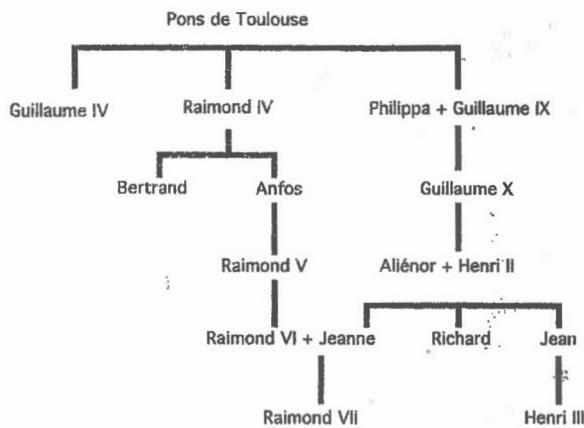 Pons de Toulouse
Guillaume IV Raimond IV Philippa + Guillaume IX
Bertrand Anfos Guillaume X
Raimond V Aliénor + Henri II
Raimond VI + Jeanne Richard Jean
Raimond VIi Henri III